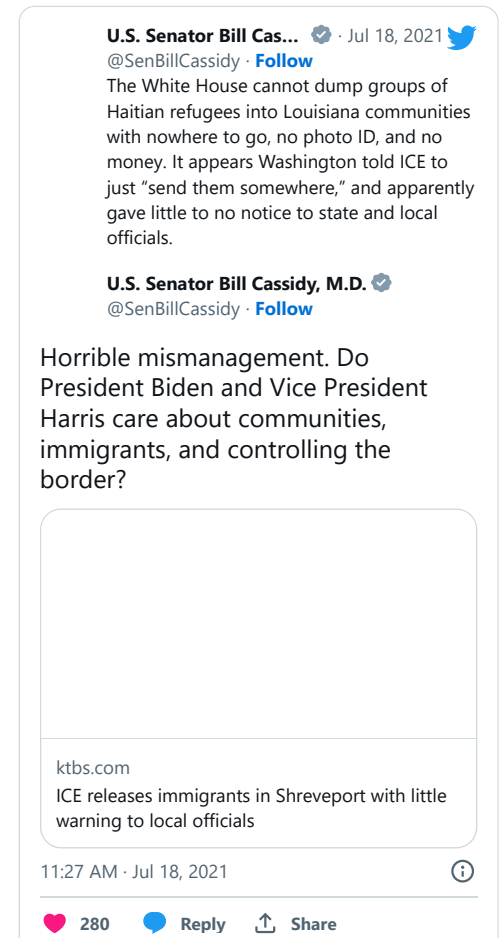 U.S. Senator Bill Cas... · Jul 18, 2021
@SenBillCassidy · Follow
The White House cannot dump groups of
Haitian refugees into Louisiana communities
with nowhere to go, no photo ID, and no
money. It appears Washington told ICE to
just “send them somewhere,” and apparently
gave little to no notice to state and local
officials.
U.S. Senator Bill Cassidy, M.D.
@SenBillCassidy · Follow
Horrible mismanagement. Do
President Biden and Vice President
Harris care about communities,
immigrants, and controlling the
border?
ktbs.com
ICE releases immigrants in Shreveport with little
warning to local officials
11:27 AM · Jul 18, 2021
280 Reply Share